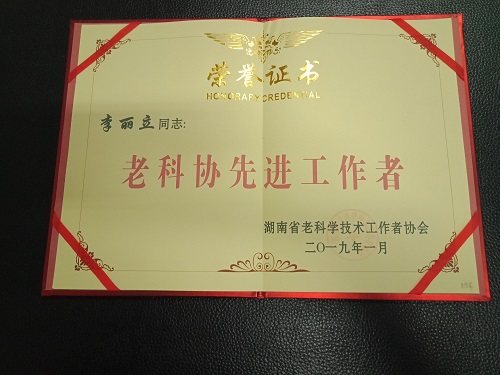 荣誉证书
HONORARY CREDENTIAL
李丽立同志:
老科协先进工作者
湖南省老科学技术工作者协会
二〇一九年一月